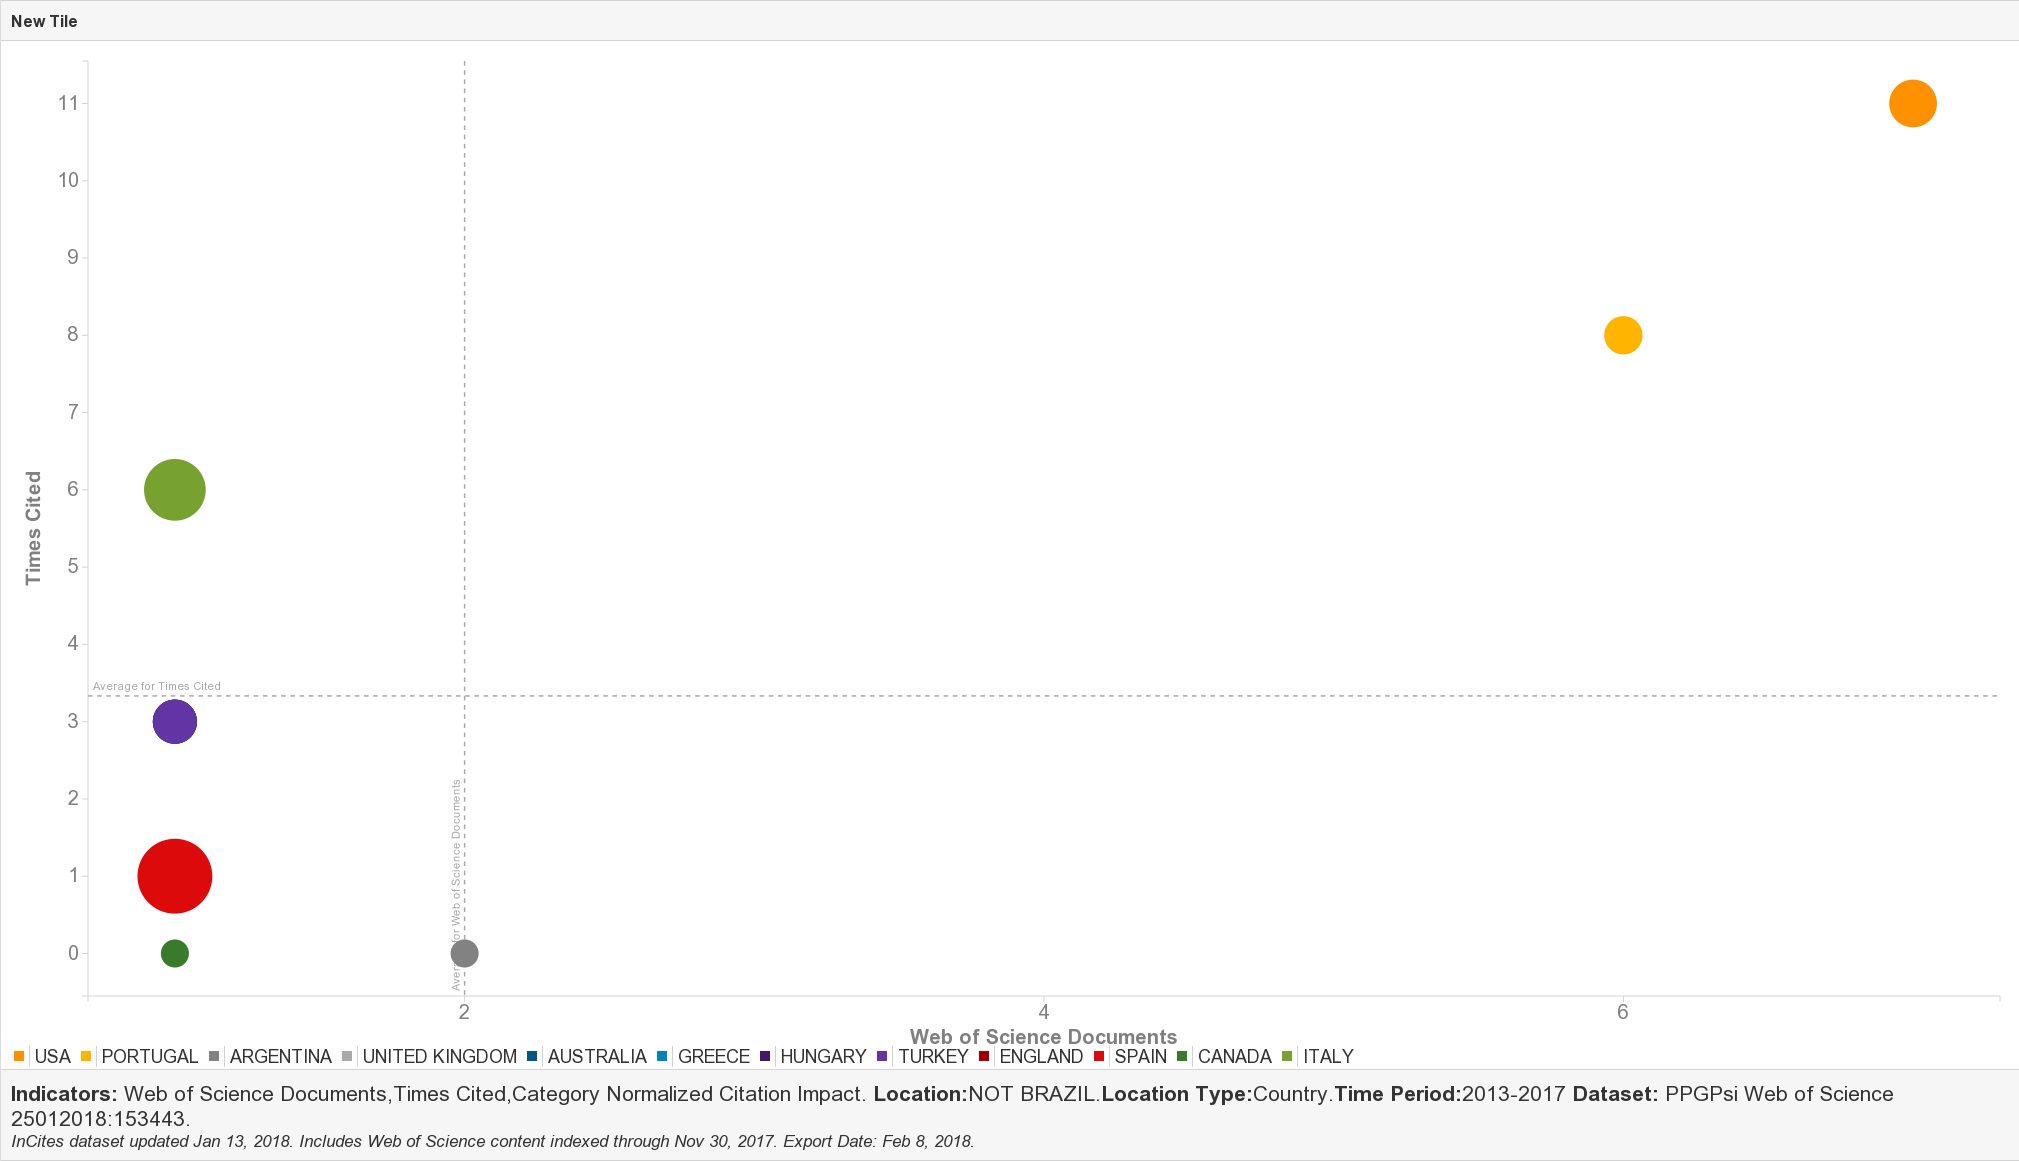 New Tile
11
10
9
8
7
6
5
4
3
2
1
0
Times Cited
Average for Times Cited
Average for Web of Science Documents
2
4
6
Web of Science Documents
USA PORTUGAL ARGENTINA UNITED KINGDOM AUSTRALIA GREECE HUNGARY TURKEY ENGLAND SPAIN CANADA ITALY
Indicators: Web of Science Documents,Times Cited,Category Normalized Citation Impact. Location:NOT BRAZIL.Location Type:Country.Time Period:2013-2017 Dataset: PPGPsi Web of Science
25012018:153443.
InCites dataset updated Jan 13, 2018. Includes Web of Science content indexed through Nov 30, 2017. Export Date: Feb 8, 2018.